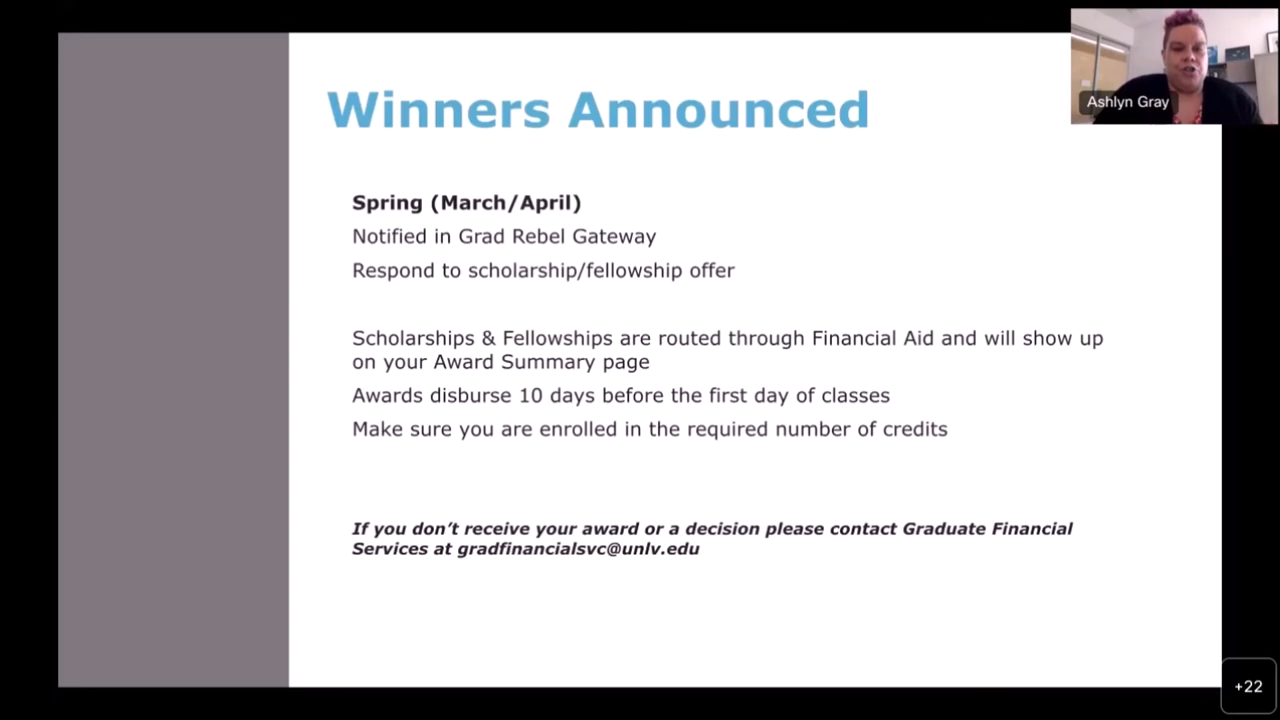 Winners Announced
Ashlyn Gray
Spring (March/April)
Notified in Grad Rebel Gateway
Respond to scholarship/fellowship offer
Scholarships & Fellowships are routed through Financial Aid and will show up
on your Award Summary page
Awards disburse 10 days before the first day of classes
Make sure you are enrolled in the required number of credits
If you don’t receive your award or a decision please contact Graduate Financial
Services at gradfinancialsvc@unlv.edu
+22